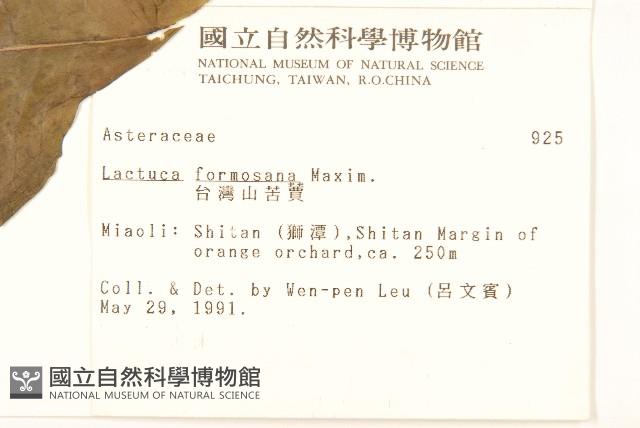 國立自然科學博物館
NATIONAL MUSEUM OF NATURAL SCIENCE
TAICHUNG, TAIWAN, R.O.CHINA
Asteraceae 925
Lactuca formosana Maxim.
台灣山苦蕒
Miaoli: Shitan (獅潭),Shitan Margin of
orange orchard,ca. 250m
Coll. & Det. by Wen-pen Leu (呂文賓)
May 29, 1991.
國立自然科學博物館
NATIONAL MUSEUM OF NATURAL SCIENCE